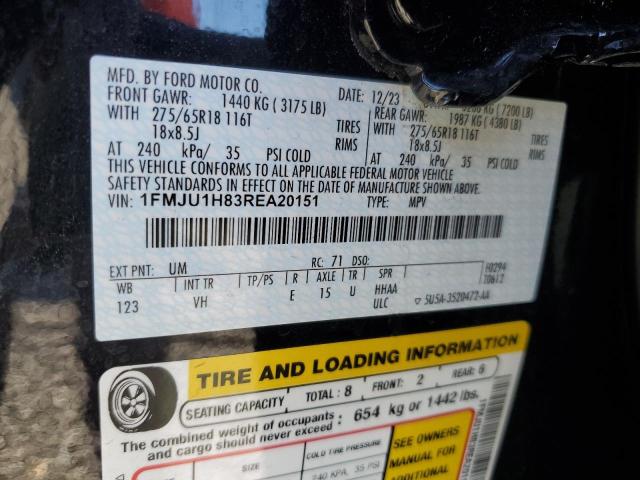 MFD. BY FORD MOTOR CO.
DATE: 12/23
FRONT GAWR: 1440 KG (3175 LB)
KG (7200 LB)
REAR GAWR: 1987 KG (4380 LB)
WITH 275/65R18 116T TIRES 275/65R18 116T TIRES
18x8.5J RIMS 18x8.5J RIMS
AT 240 kPa/ 35 PSI COLD AT 240 kPa/ 35 PSI COLD
THIS VEHICLE CONFORMS TO ALL APPLICABLE FEDERAL MOTOR VEHICLE
SAFETY STANDARDS IN EFFECT ON THE DATE OF MANUFACTURE SHOWN ABOVE.
VIN: 1FMJU1H83REA20151
TYPE: MPV
EXT PNT: UM RC: 71 DSO:
WB INT TR TP/PS R AXLE TR SPR
123 VH E 15 U HHAA
ULC
F0294
T0612
5U5A-3520472-AA
TIRE AND LOADING INFORMATION
SEATING CAPACITY TOTAL: 8 FRONT: 2 REAR: 6
The combined weight of occupants and cargo should never exceed: 654 kg or 1442 lbs.
SIZE
COLD TIRE PRESSURE
240 KPA, 35 PSI
SEE OWNERS
MANUAL FOR
ADDITIONAL